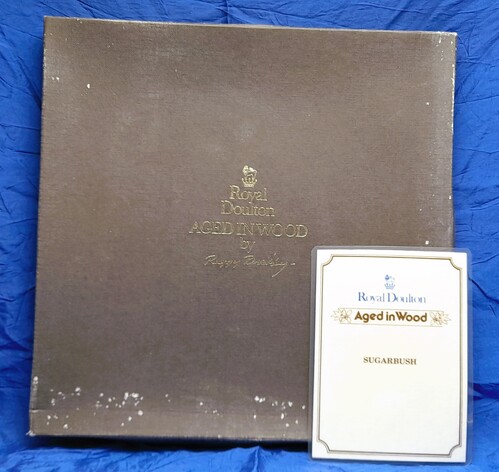 Royal
Doulton
AGED IN WOOD
by
Royal Doulton
Aged in Wood
SUGARBUSH